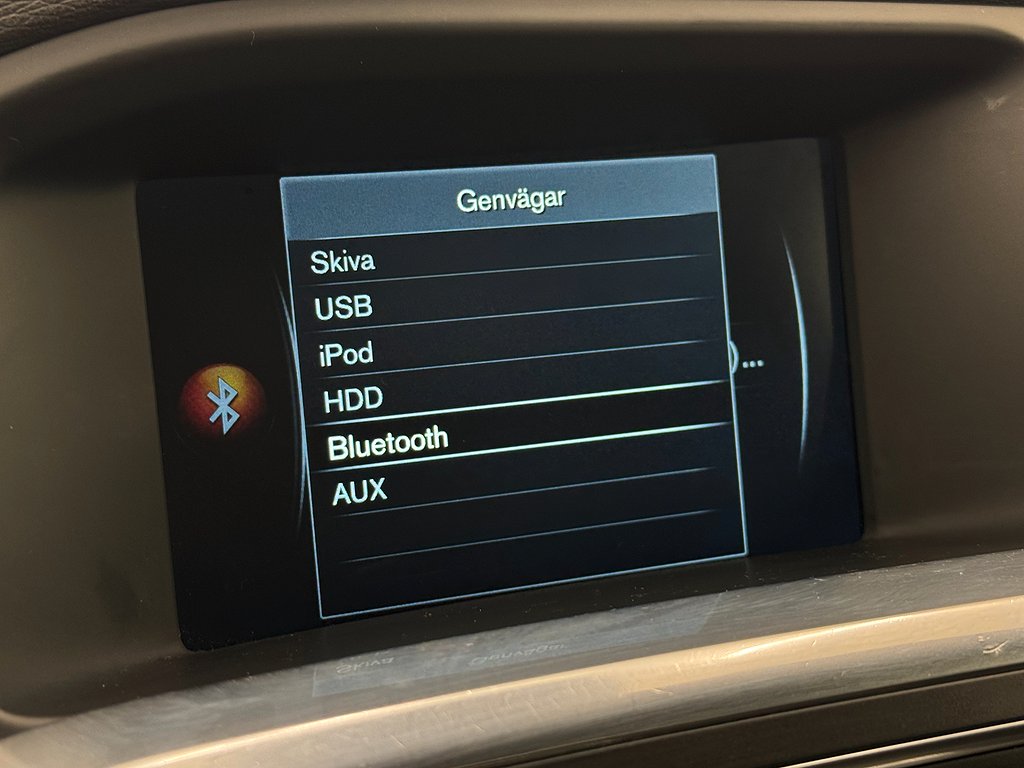 Genvägar
Skiva
USB
iPod
HDD
)...
Bluetooth
AUX